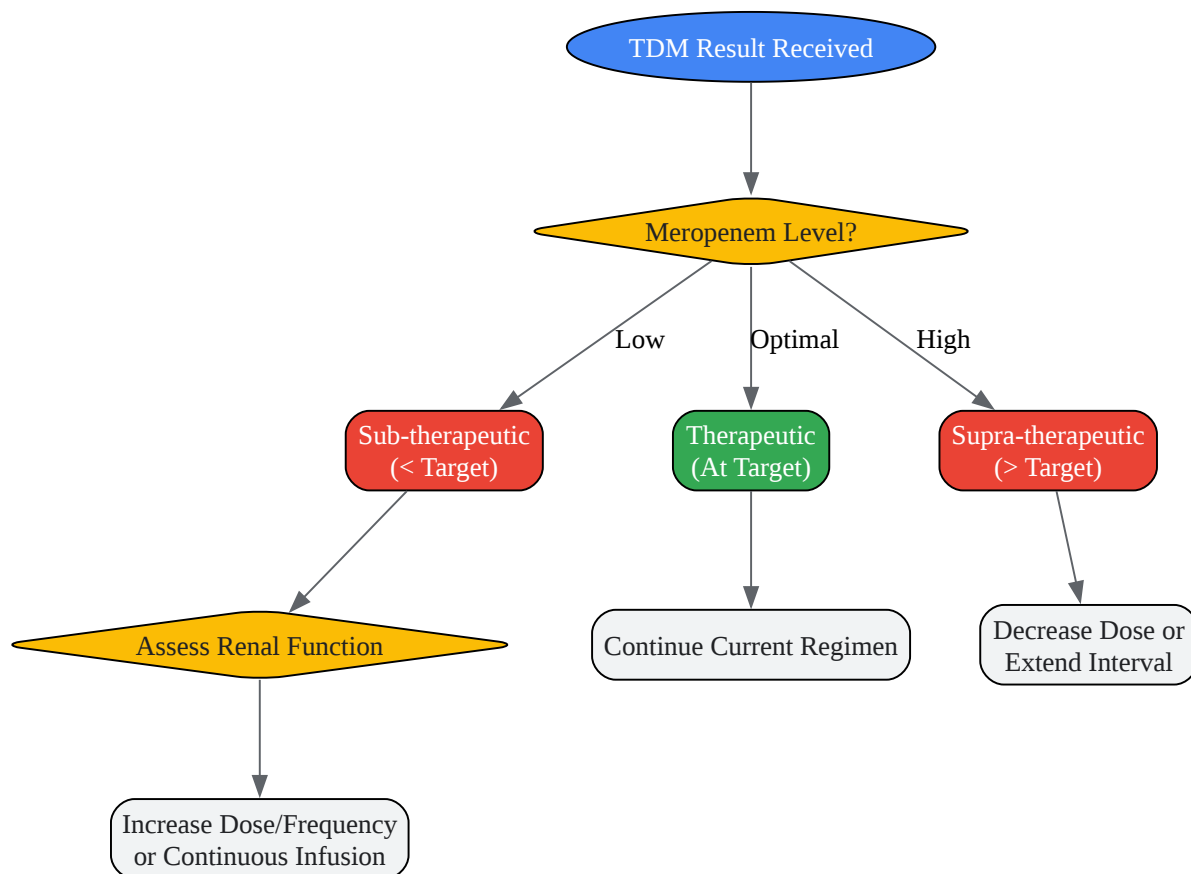 TDM Result Received
Meropenem Level?
Low
Optimal
High
Sub-therapeutic
(< Target)
Therapeutic
(At Target)
Supra-therapeutic
(> Target)
Assess Renal Function
Continue Current Regimen
Decrease Dose or
Extend Interval
Increase Dose/Frequency
or Continuous Infusion